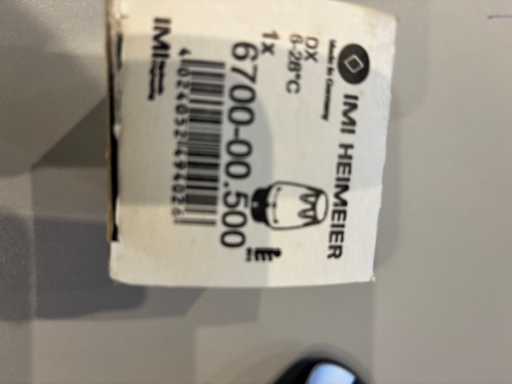 IMI HEIMEIER
Made in Germany
DX
6-28°C
1x
6700-00.500
4024052494026
IMI